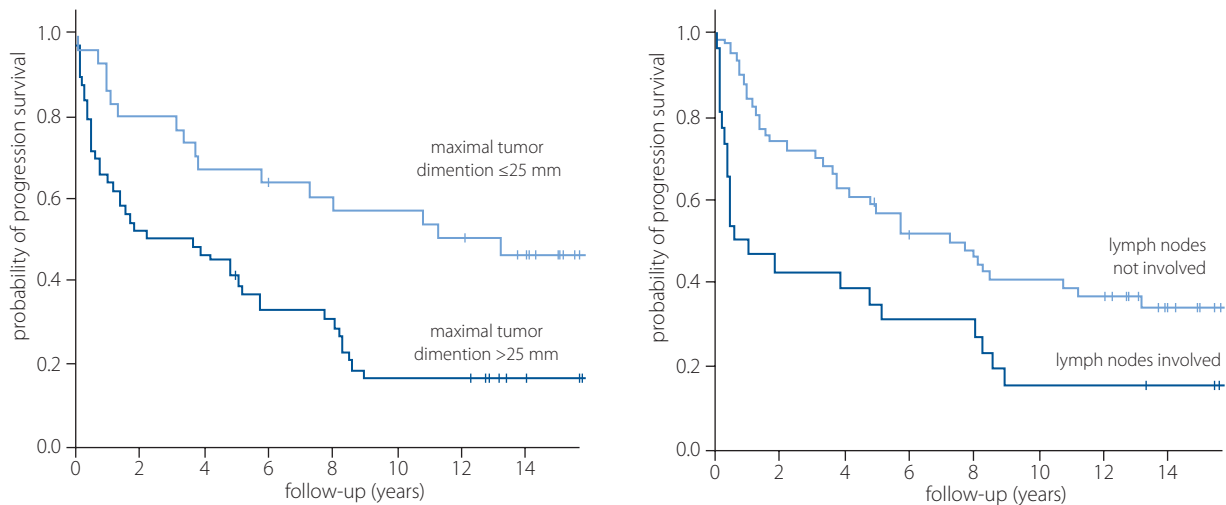 probability of progression survival
1.0
0.8
0.6
0.4
0.2
0.0
maximal tumor
dimention ≤25 mm
maximal tumor
dimention >25 mm
0 2 4 6 8 10 12 14
follow-up (years)
probability of progression survival
1.0
0.8
0.6
0.4
0.2
0.0
lymph nodes
not involved
lymph nodes involved
0 2 4 6 8 10 12 14
follow-up (years)